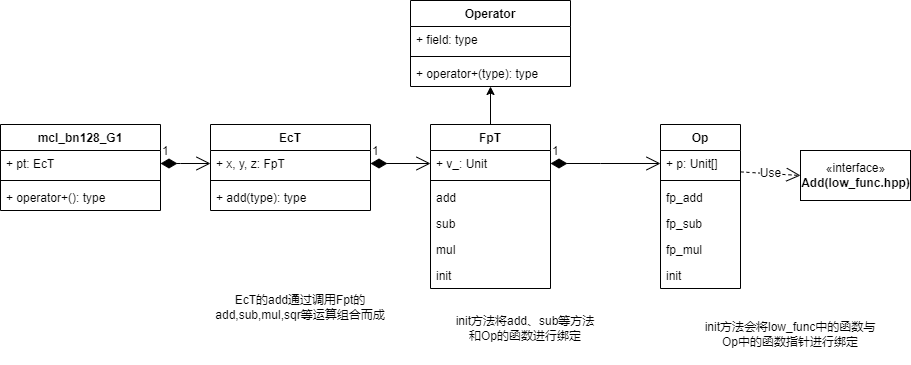 Operator
+ field: type
+ operator+(type): type
mcl_bn128_G1
+ pt: EcT
+ operator+(): type
1
EcT
+ x, y, z: FpT
+ add(type): type
1
FpT
+ v_: Unit
add
sub
mul
init
1
Op
+ p: Unit[]
fp_add
fp_sub
fp_mul
init
Use
«interface»
Add(low_func.hpp)
EcT的add通过调用Fpt的
add,sub,mul,sqr等运算组合而成
init方法将add、sub等方法
和Op的函数进行绑定
init方法会将low_func中的函数与
Op中的函数指针进行绑定